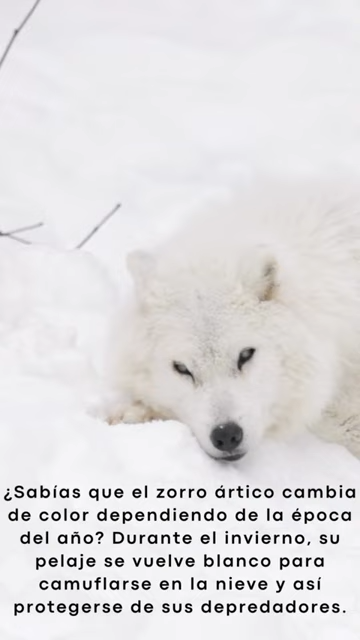 ¿Sabías que el zorro ártico cambia
de color dependiendo de la época
del año? Durante el invierno, su
pelaje se vuelve blanco para
camuflarse en la nieve y así
protegerse de sus depredadores.